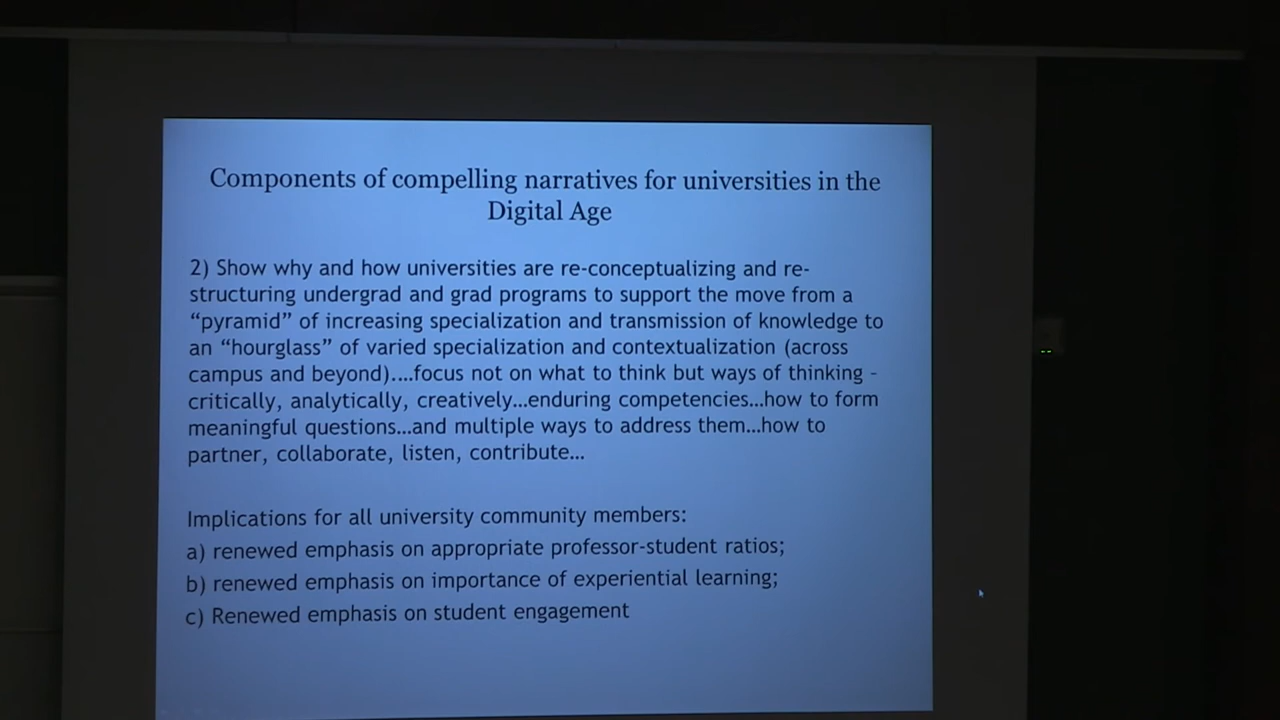 Components of compelling narratives for universities in the
Digital Age
2) Show why and how universities are re-conceptualizing and re-
structuring undergrad and grad programs to support the move from a
“pyramid” of increasing specialization and transmission of knowledge to
an “hourglass” of varied specialization and contextualization (across
campus and beyond)....focus not on what to think but ways of thinking -
critically, analytically, creatively...enduring competencies...how to form
meaningful questions...and multiple ways to address them...how to
partner, collaborate, listen, contribute...
Implications for all university community members:
a) renewed emphasis on appropriate professor-student ratios;
b) renewed emphasis on importance of experiential learning;
c) Renewed emphasis on student engagement